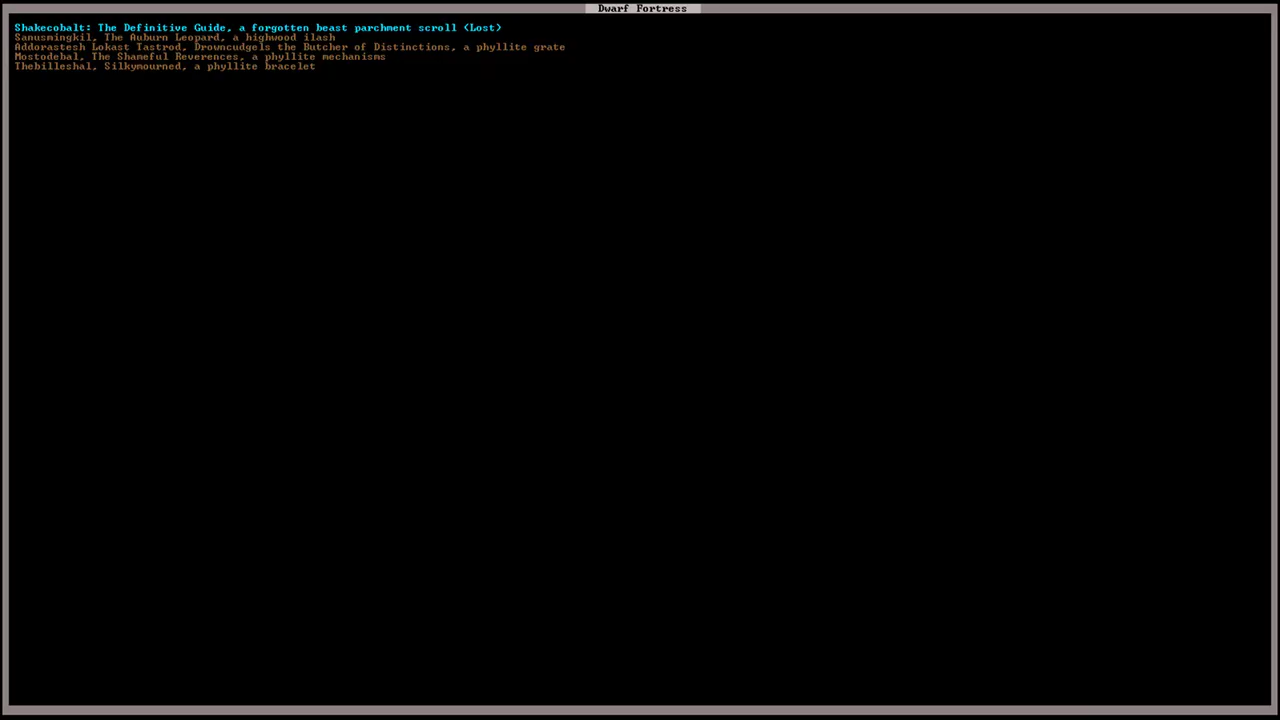 Dwarf Fortress
Shakecobalt: The Definitive Guide, a forgotten beast parchment scroll (Lost)
Sanusmingkil, The Auburn Leopard, a highwood ilash
Addorastesh Lokast Tastrod, Drowncudgels the Butcher of Distinctions, a phyllite grate
Mostodebal, The Shameful Reverences, a phyllite mechanisms
Thebilleshal, Silkymourned, a phyllite bracelet